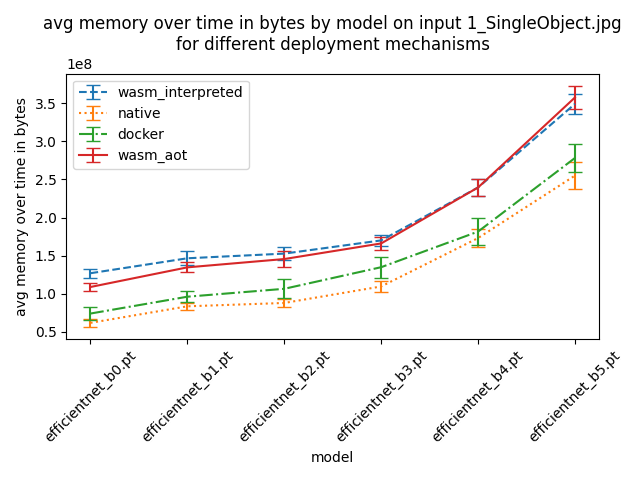 avg memory over time in bytes by model on input 1_SingleObject.jpg
for different deployment mechanisms
1e8
wasm_interpreted
native
docker
wasm_aot
avg memory over time in bytes
3.5
3.0
2.5
2.0
1.5
1.0
0.5
efficientnet_b0.pt
efficientnet_b1.pt
efficientnet_b2.pt
efficientnet_b3.pt
efficientnet_b4.pt
efficientnet_b5.pt
model